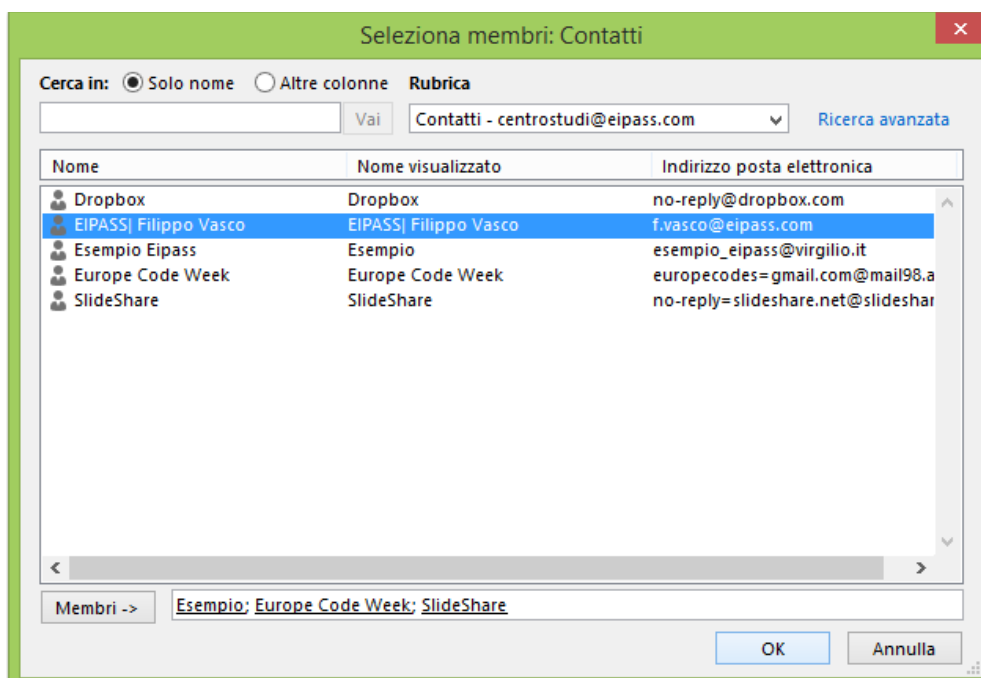 Seleziona membri: Contatti
Cerca in: Solo nome Altre colonne Rubrica
Vai Contatti - centrostudi@eipass.com Ricerca avanzata
Nome Nome visualizzato Indirizzo posta elettronica
Dropbox Dropbox no-reply@dropbox.com
EIPASS| Filippo Vasco EIPASS| Filippo Vasco f.vasco@eipass.com
Esempio Eipass Esempio esempio_eipass@virgilio.it
Europe Code Week Europe Code Week europecodes=gmail.com@mail98.a
SlideShare SlideShare no-reply=slideshare.net@slideshar
Membri -> Esempio; Europe Code Week; SlideShare
OK Annulla